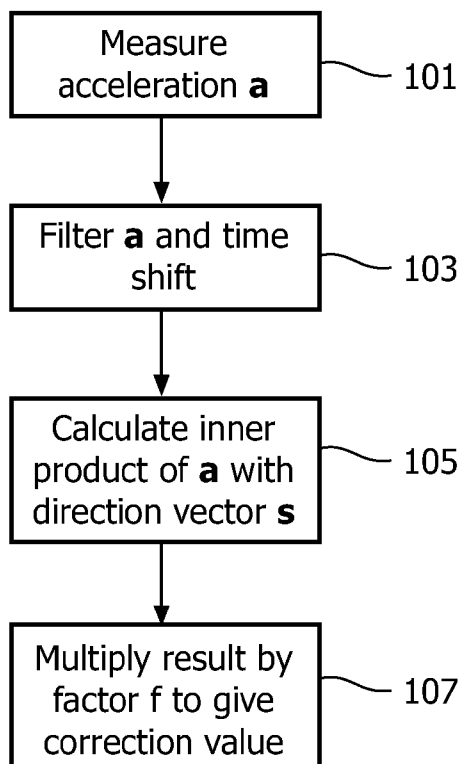 Measure
acceleration a
101
Filter a and time
shift
103
Calculate inner
product of a with
direction vector s
105
Multiply result by
factor f to give
correction value
107